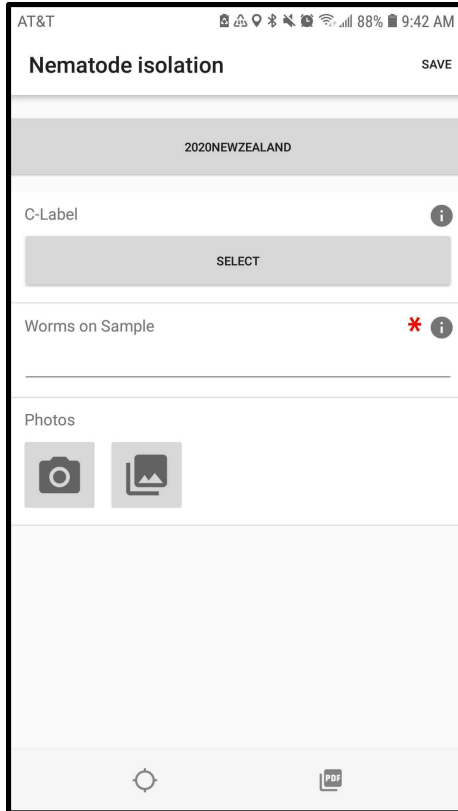 AT&T 88% 9:42 AM
Nematode isolation SAVE
2020NEWZEALAND
C-Label
SELECT
Worms on Sample *
Photos
PDF